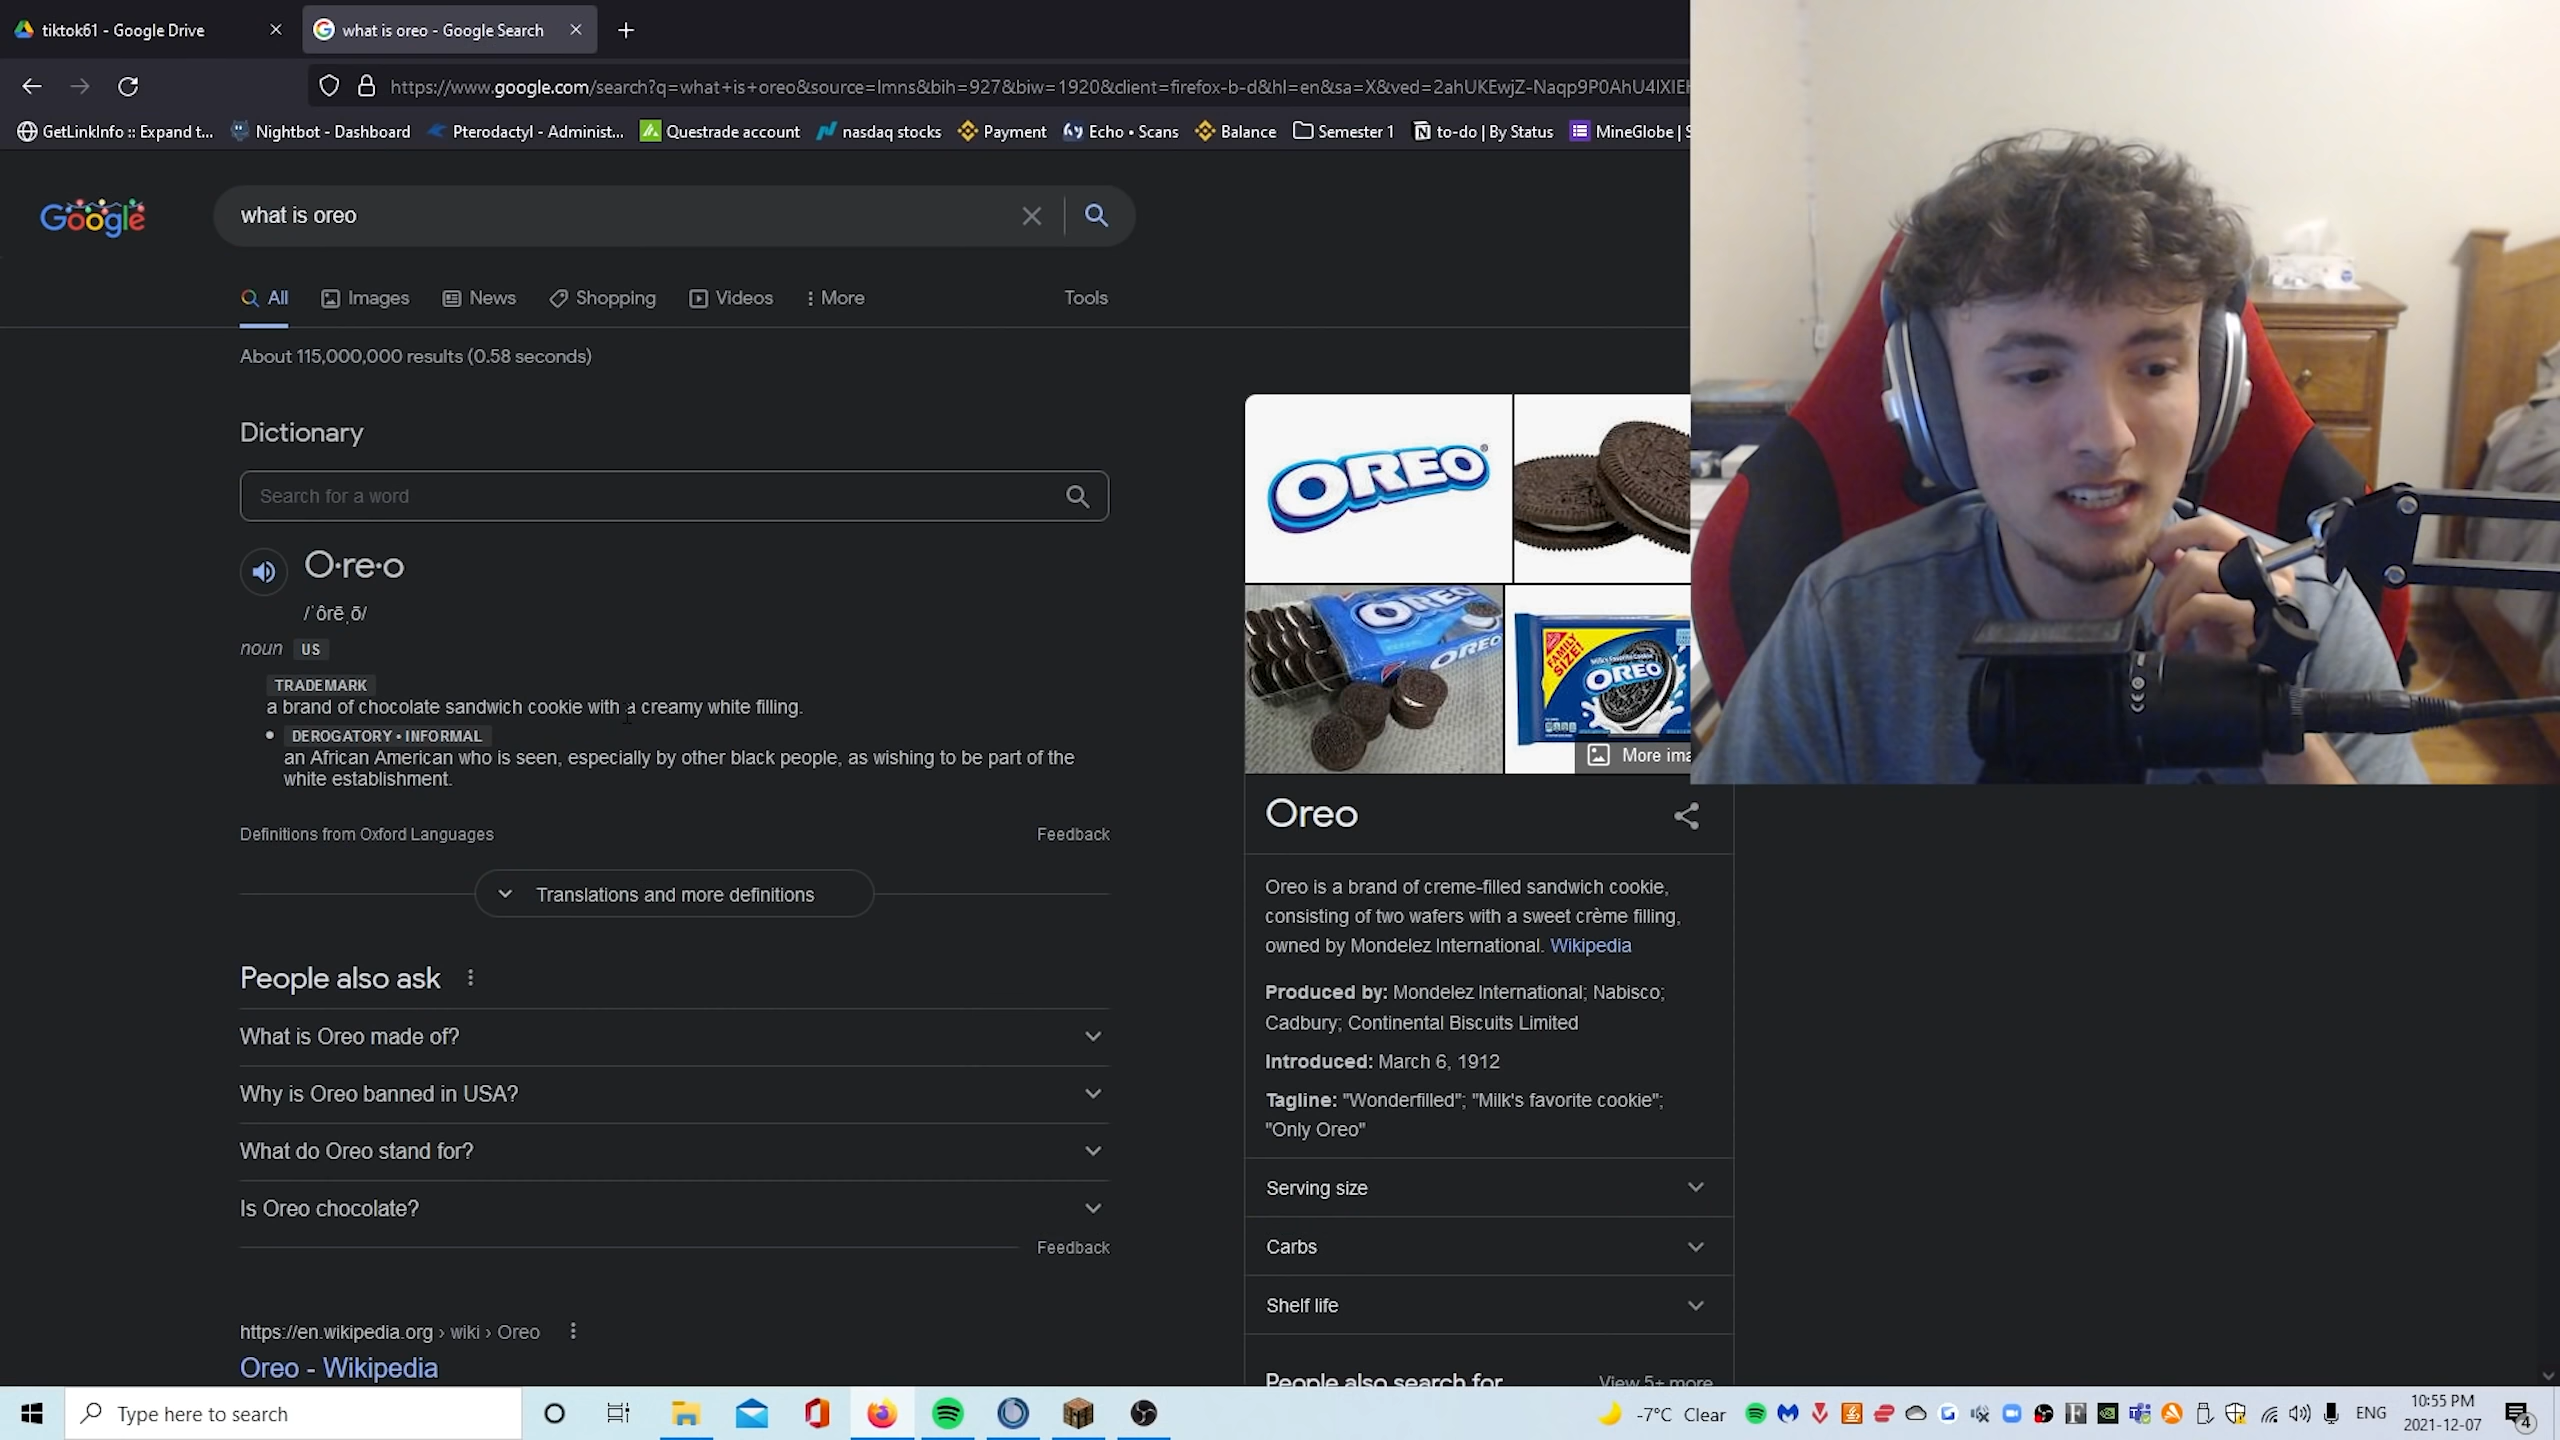 tiktok61 - Google Drive
what is oreo - Google Search
https://www.google.com/search?q=what+is+oreo&source=lmns&bih=927&biw=1920&client=firefox-b-d&hl=en&sa=X&ved=2ahUKEwjZ-Naqp9P0AhU4IXIE
GetLinkInfo :: Expand t...
Nightbot - Dashboard
Pterodactyl - Administ...
Questrade account
nasdaq stocks
Payment
Echo • Scans
Balance
Semester 1
to-do | By Status
MineGlobe | S
Google
what is oreo
All
Images
News
Shopping
Videos
More
Tools
About 115,000,000 results (0.58 seconds)
Dictionary
Search for a word
O·re·o
/ˈôrēˌō/
noun US
TRADEMARK
a brand of chocolate sandwich cookie with a creamy white filling.
DEROGATORY • INFORMAL
an African American who is seen, especially by other black people, as wishing to be part of the
white establishment.
Definitions from Oxford Languages
Feedback
Translations and more definitions
People also ask
What is Oreo made of?
Why is Oreo banned in USA?
What do Oreo stand for?
Is Oreo chocolate?
Feedback
https://en.wikipedia.org › wiki › Oreo
Oreo - Wikipedia
OREO
OREO
OREO
FAMILY
SIZE!
Milk's Favorite Cookie
OREO
More ima
Oreo
Oreo is a brand of creme-filled sandwich cookie,
consisting of two wafers with a sweet crème filling,
owned by Mondelez International. Wikipedia
Produced by: Mondelez International; Nabisco;
Cadbury; Continental Biscuits Limited
Introduced: March 6, 1912
Tagline: "Wonderfilled"; "Milk's favorite cookie";
"Only Oreo"
Serving size
Carbs
Shelf life
People also search for
View 5+ more
Type here to search
-7°C Clear
ENG
10:55 PM
2021-12-07
4